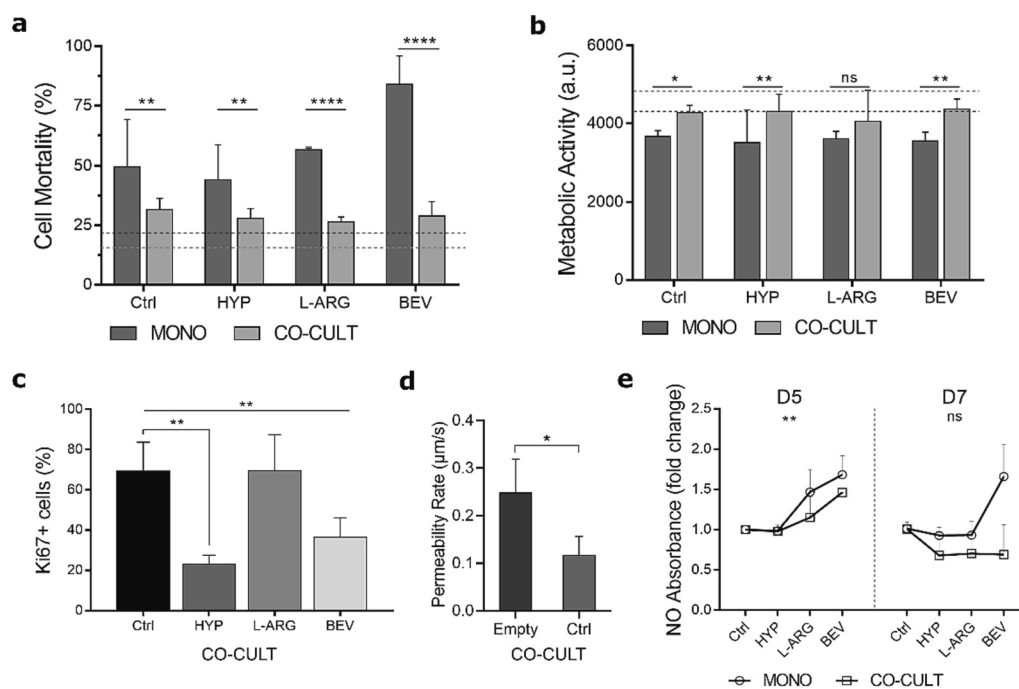 a
Cell Mortality (%)
100
75
50
25
0
**
**
****
****
Ctrl HYP L-ARG BEV
MONO CO-CULT
b
Metabolic Activity (a.u.)
6000
4000
2000
0
*
**
ns
**
Ctrl HYP L-ARG BEV
MONO CO-CULT
c
Ki67+ cells (%)
100
80
60
40
20
0
**
**
Ctrl HYP L-ARG BEV
CO-CULT
d
Permeability Rate (µm/s)
0.4
0.3
0.2
0.1
0.0
*
Empty Ctrl
CO-CULT
e
NO Absorbance (fold change)
2.5
2.0
1.5
1.0
0.5
0.0
D5
**
D7
ns
Ctrl HYP L-ARG BEV
Ctrl HYP L-ARG BEV
MONO CO-CULT